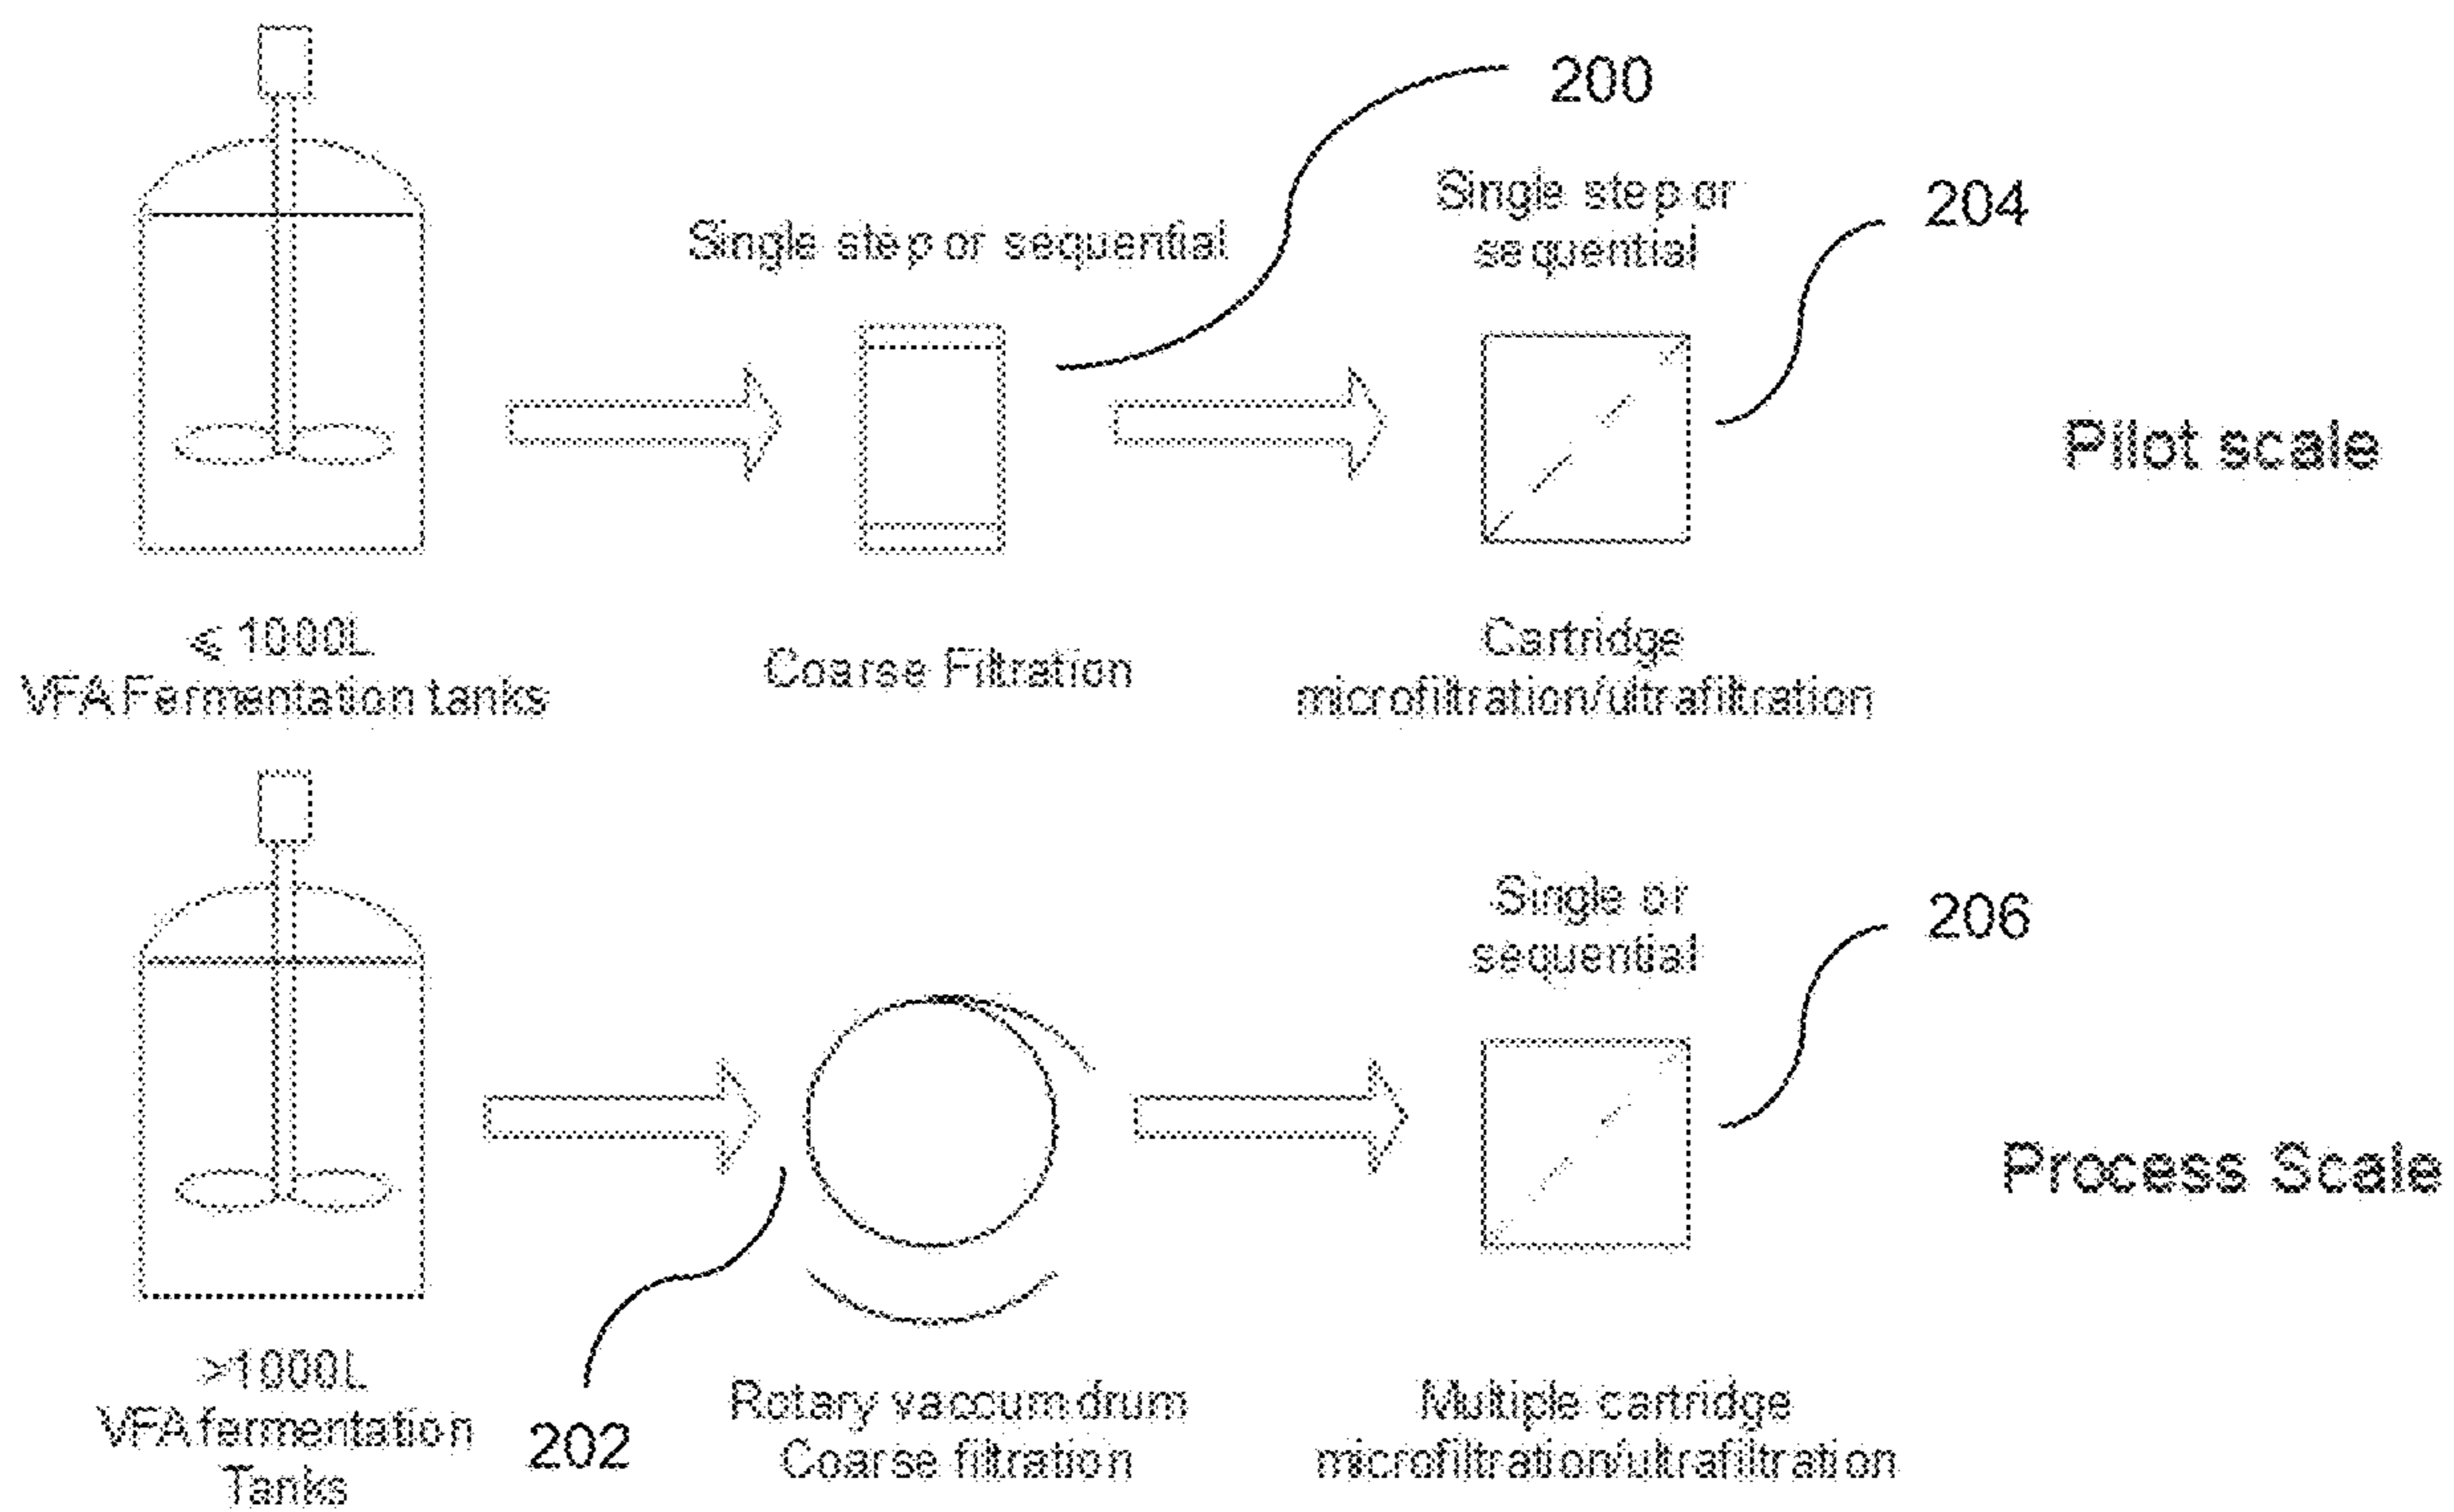 200
Single step or
sequential
204
Single step or sequential
Pilot scale
< 1000L
VFA Fermentation tanks
Coarse Filtration
Cartridge
microfiltration/ultrafiltration
Single or
sequential
206
Process Scale
>1000L
VFA fermentation
Tanks
202
Rotary vaccum drum
Coarse filtration
Multiple cartridge
microfiltration/ultrafiltration